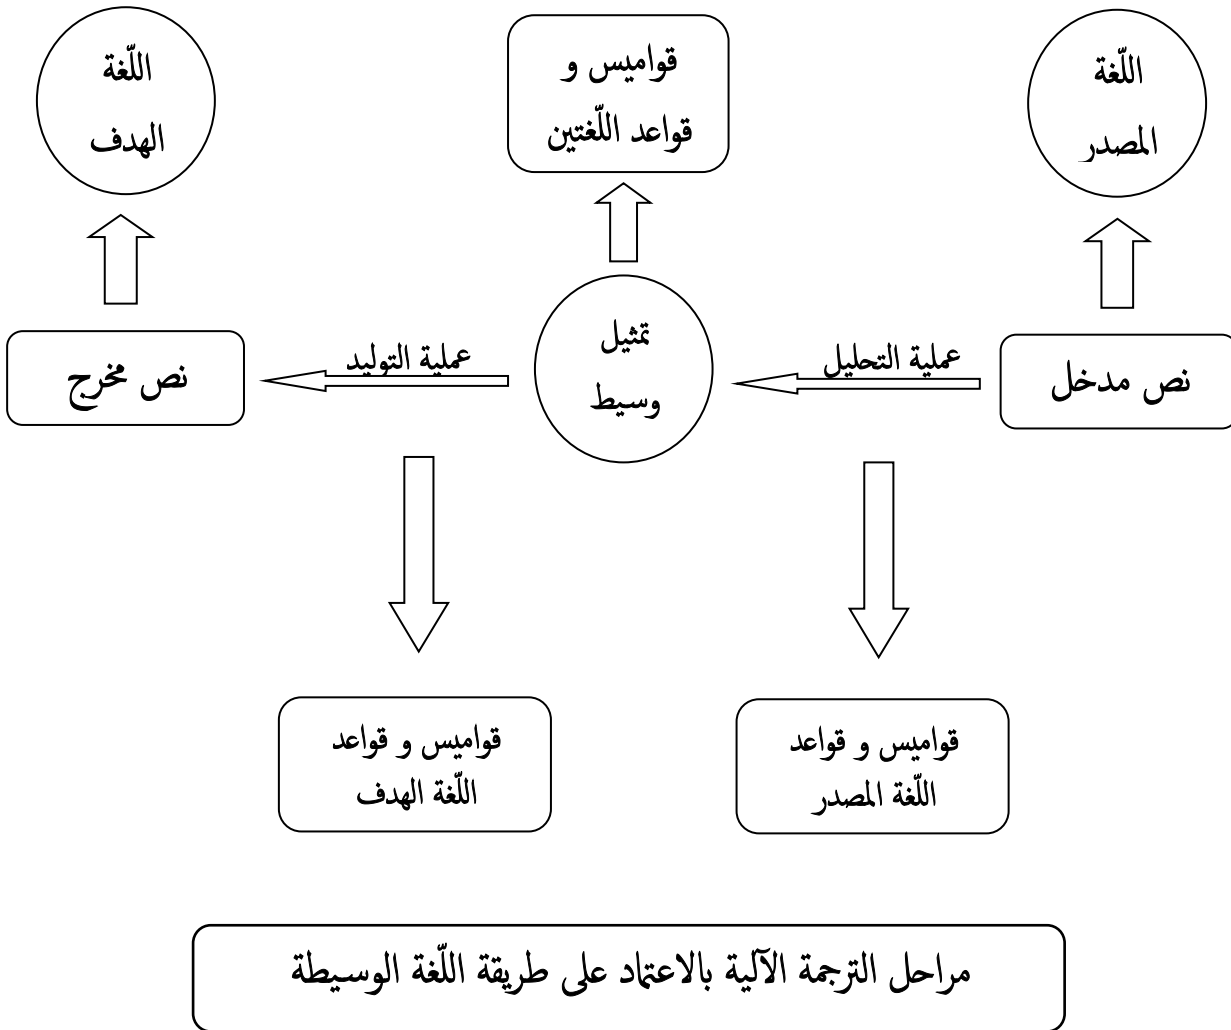 اللّغة
المصدر
قواميس و
قواعد اللّغتين
اللّغة
الهدف
نص مدخل
عملية التحليل
تمثيل
وسيط
عملية التوليد
نص مخرج
قواميس و قواعد
اللّغة المصدر
قواميس و قواعد
اللّغة الهدف
مراحل الترجمة الآلية بالاعتماد على طريقة اللّغة الوسيطة